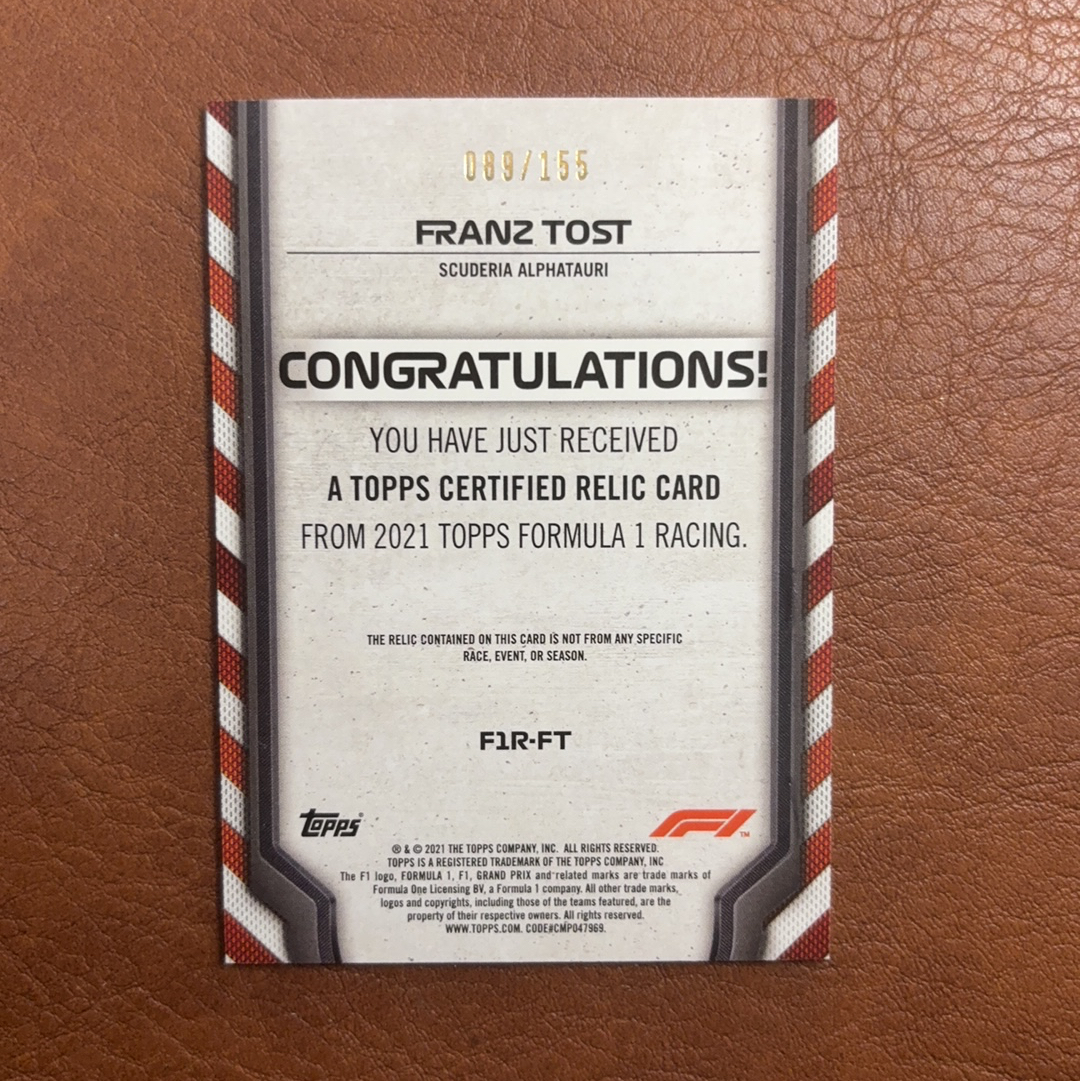 089/155
FRANZ TOST
SCUDERIA ALPHATAURI
CONGRATULATIONS!
YOU HAVE JUST RECEIVED
A TOPPS CERTIFIED RELIC CARD
FROM 2021 TOPPS FORMULA 1 RACING.
THE RELIC CONTAINED ON THIS CARD IS NOT FROM ANY SPECIFIC
RACE, EVENT, OR SEASON.
F1R-FT
topps®
F1™
® & © 2021 THE TOPPS COMPANY, INC. ALL RIGHTS RESERVED.
TOPPS IS A REGISTERED TRADEMARK OF THE TOPPS COMPANY, INC
The F1 logo, FORMULA 1, F1, GRAND PRIX and related marks are trade marks of
Formula One Licensing BV, a Formula 1 company. All other trade marks,
logos and copyrights, including those of the teams featured, are the
property of their respective owners. All rights reserved.
WWW.TOPPS.COM. CODE#CMP047969.